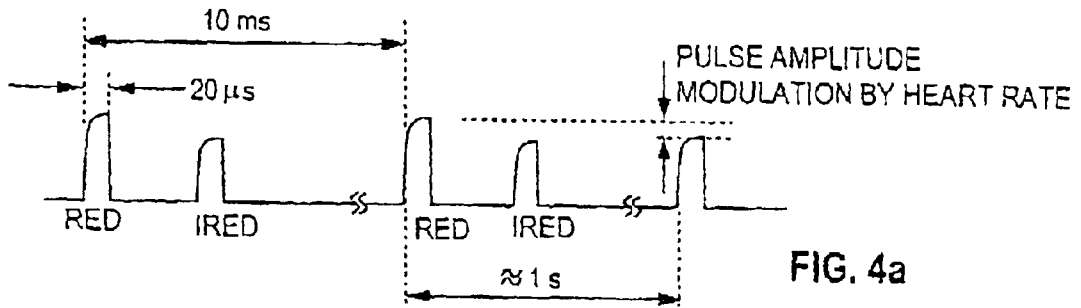 10 ms
PULSE AMPLITUDE
MODULATION BY HEART RATE
20 µs
RED
IRED
RED
IRED
≈ 1 s
FIG. 4a